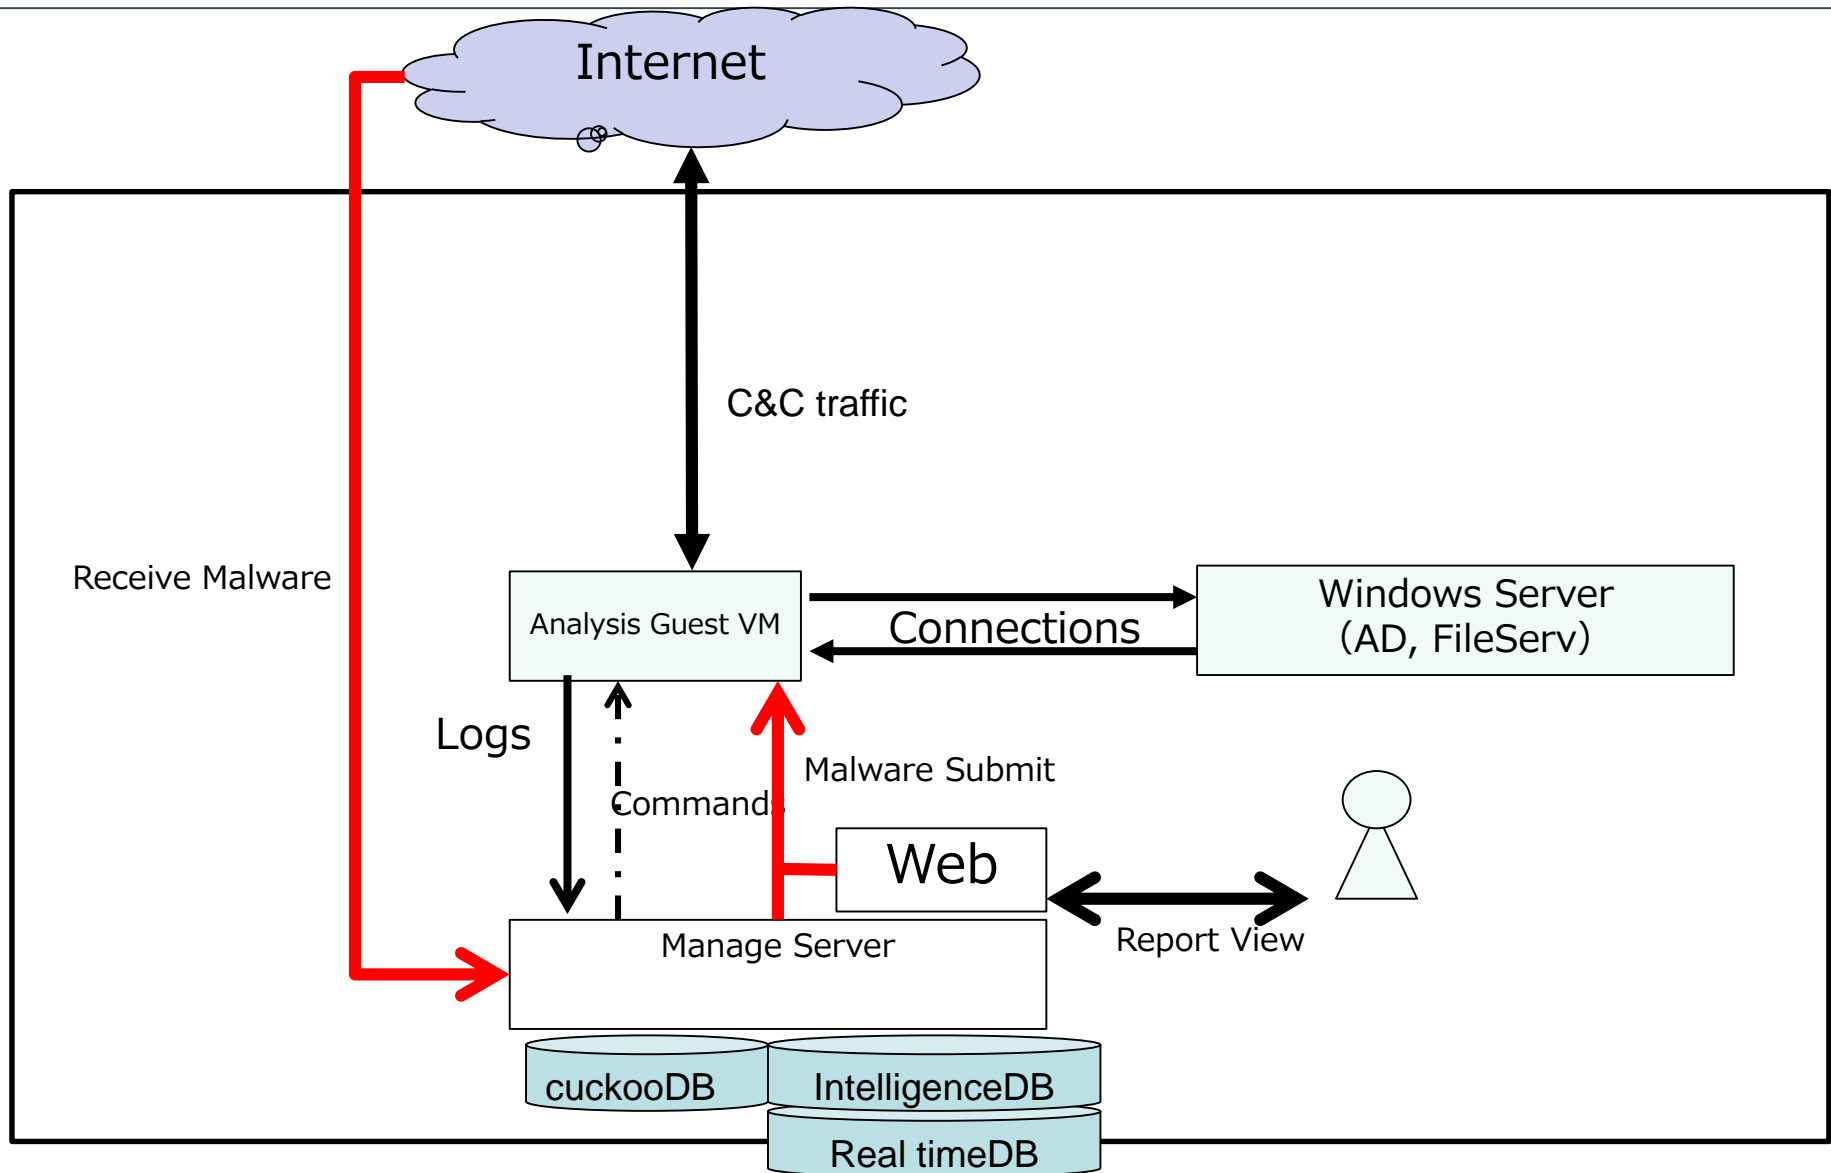 Internet
C&C traffic
Receive Malware
Analysis Guest VM
Connections
Windows Server
(AD, FileServ)
Logs
Commands
Malware Submit
Web
Report View
Manage Server
cuckooDB
IntelligenceDB
Real timeDB